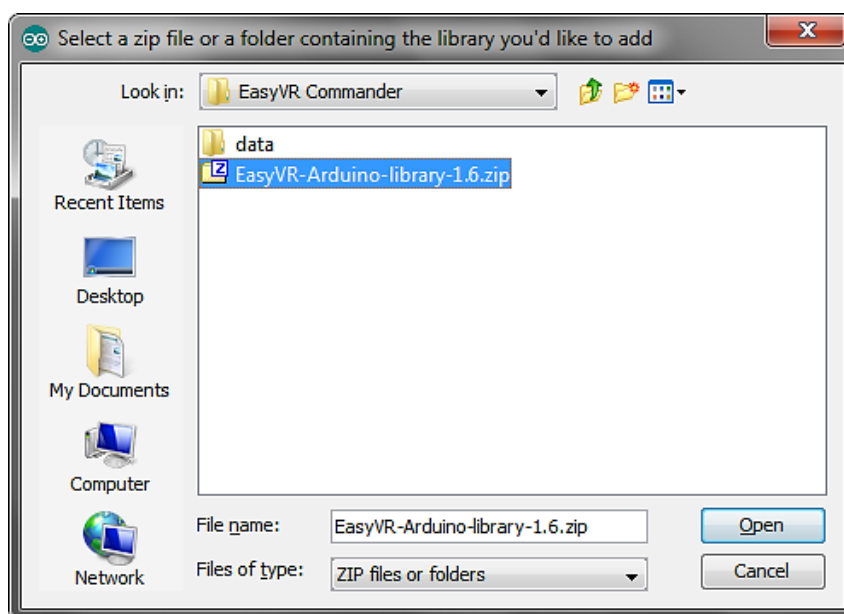 Select a zip file or a folder containing the library you'd like to add
Look in: EasyVR Commander
data
EasyVR-Arduino-library-1.6.zip
Recent Items
Desktop
My Documents
Computer
Network
File name: EasyVR-Arduino-library-1.6.zip Open
Files of type: ZIP files or folders Cancel